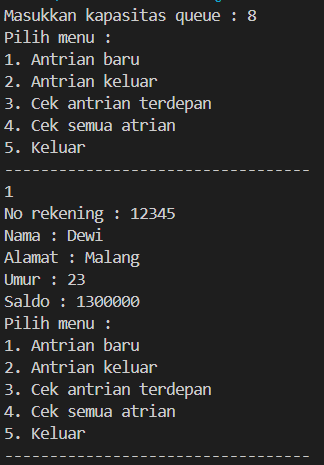 Masukkan kapasitas queue : 8
Pilih menu :
1. Antrian baru
2. Antrian keluar
3. Cek antrian terdepan
4. Cek semua atrian
5. Keluar
----------------------------------
1
No rekening : 12345
Nama : Dewi
Alamat : Malang
Umur : 23
Saldo : 1300000
Pilih menu :
1. Antrian baru
2. Antrian keluar
3. Cek antrian terdepan
4. Cek semua atrian
5. Keluar
----------------------------------